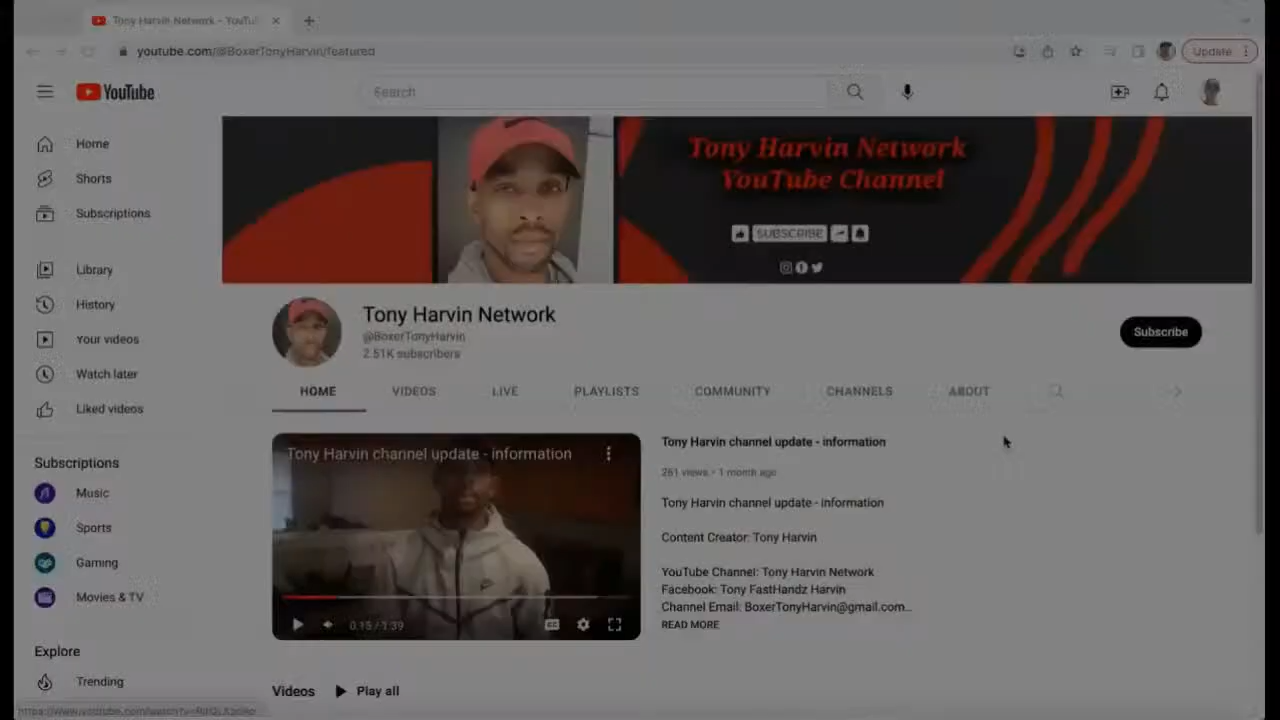 Tony Harvin Network - YouTu
youtube.com/@BoxerTonyHarvin/featured
Update
YouTube
Search
Home
Shorts
Subscriptions
Library
History
Your videos
Watch later
Liked videos
Subscriptions
Music
Sports
Gaming
Movies & TV
Explore
Trending
Tony Harvin Network
YouTube Channel
SUBSCRIBE
Tony Harvin Network
@BoxerTonyHarvin
2.51K subscribers
Subscribe
HOME VIDEOS LIVE PLAYLISTS COMMUNITY CHANNELS ABOUT
Tony Harvin channel update - information
0:15 / 1:39
CC
Tony Harvin channel update - information
261 views • 1 month ago
Tony Harvin channel update - information
Content Creator: Tony Harvin
YouTube Channel: Tony Harvin Network
Facebook: Tony FastHandz Harvin
Channel Email: BoxerTonyHarvin@gmail.com...
READ MORE
Videos Play all